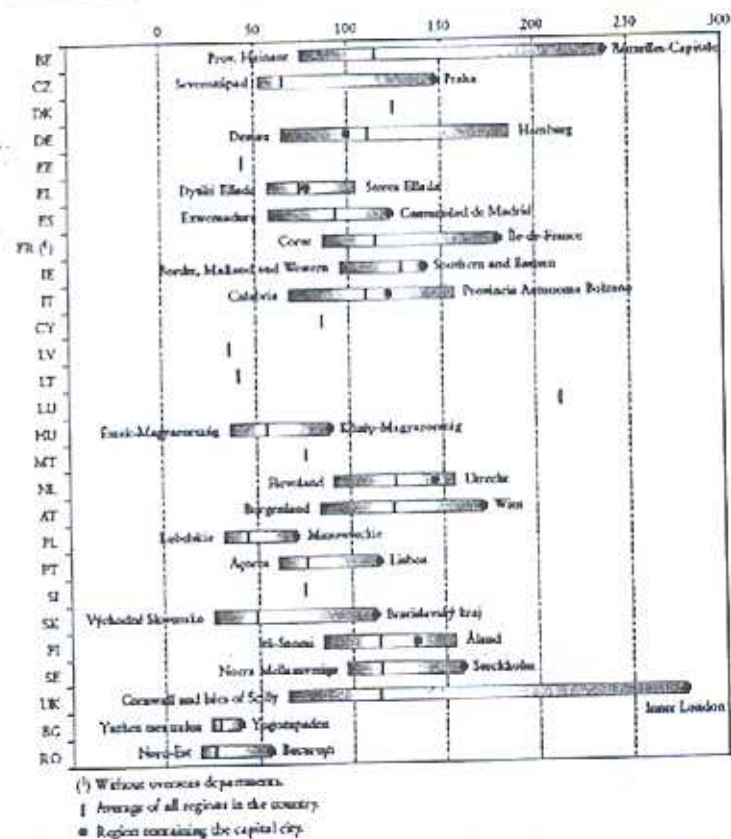 0 50 100 150 200 250 300
BE Prov. Hainaut Bruxelles-Capitale
CZ Severozápad Praha
DK
DE Dessau Hamburg
EE
EL Dytiki Ellada Sterea Ellada
ES Extremadura Comunidad de Madrid
FR (¹) Corse Île-de-France
IE Border, Midland and Western Southern and Eastern
IT Calabria Provincia Autonoma Bolzano
CY
LV
LT
LU
HU Észak-Magyarország Közép-Magyarország
MT
NL Flevoland Utrecht
AT Burgenland Wien
PL Lubelskie Mazowieckie
PT Açores Lisboa
SI
SK Východné Slovensko Bratislavský kraj
FI Itä-Suomi Åland
SE Norra Mellansverige Stockholm
UK Cornwall and Isles of Scilly
Inner London
BG Yuzhen tsentralen Yugozapaden
RO Nord-Est București
(¹) Without overseas departments.
| Average of all regions in the country.
● Region containing the capital city.